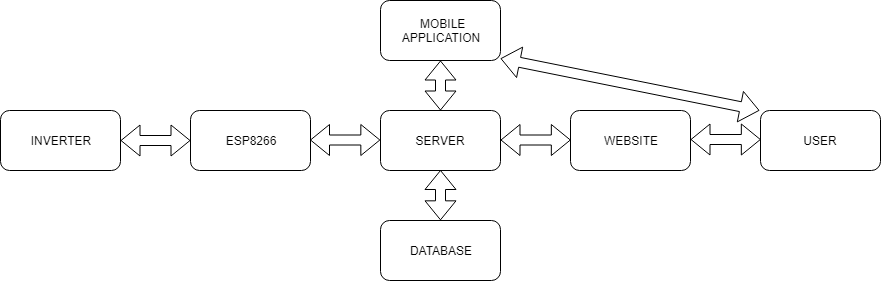 MOBILE
APPLICATION
INVERTER
ESP8266
SERVER
WEBSITE
USER
DATABASE